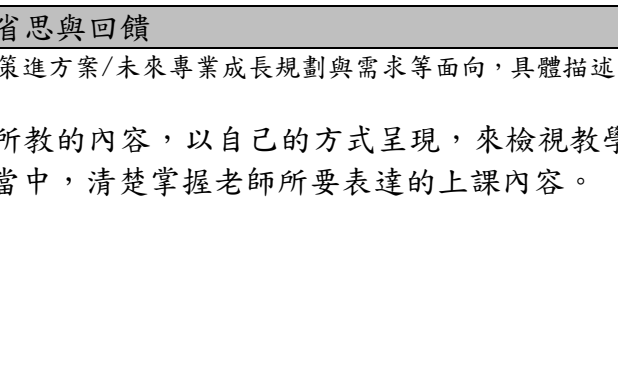 省思與回饋
策進方案/未來專業成長規劃與需求等面向，具體描述
所教的內容，以自己的方式呈現，來檢視教學
當中，清楚掌握老師所要表達的上課內容。